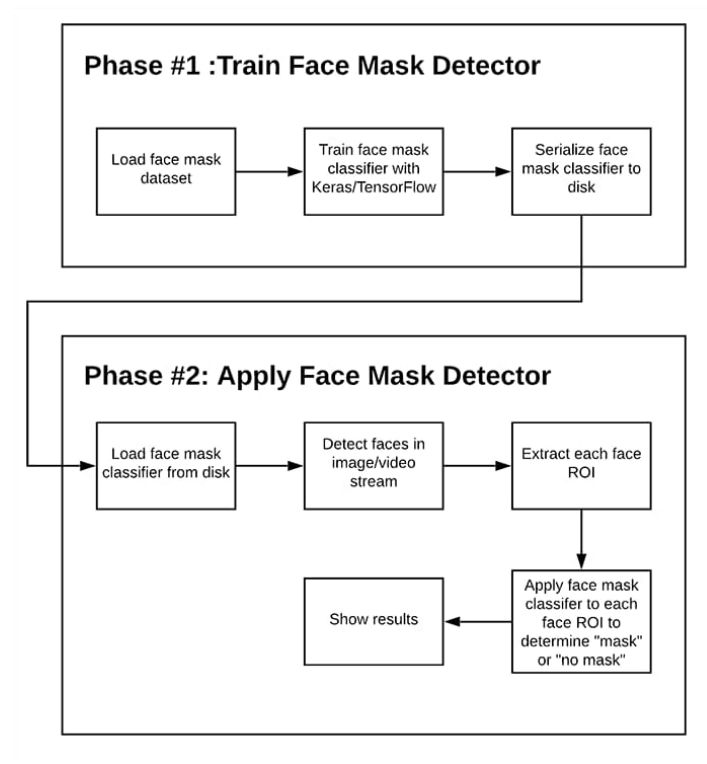 Phase #1 :Train Face Mask Detector
Load face mask
dataset
Train face mask
classifier with
Keras/TensorFlow
Serialize face
mask classifier to
disk
Phase #2: Apply Face Mask Detector
Load face mask
classifier from disk
Detect faces in
image/video
stream
Extract each face
ROI
Apply face mask
classifer to each
face ROI to
determine "mask"
or "no mask"
Show results